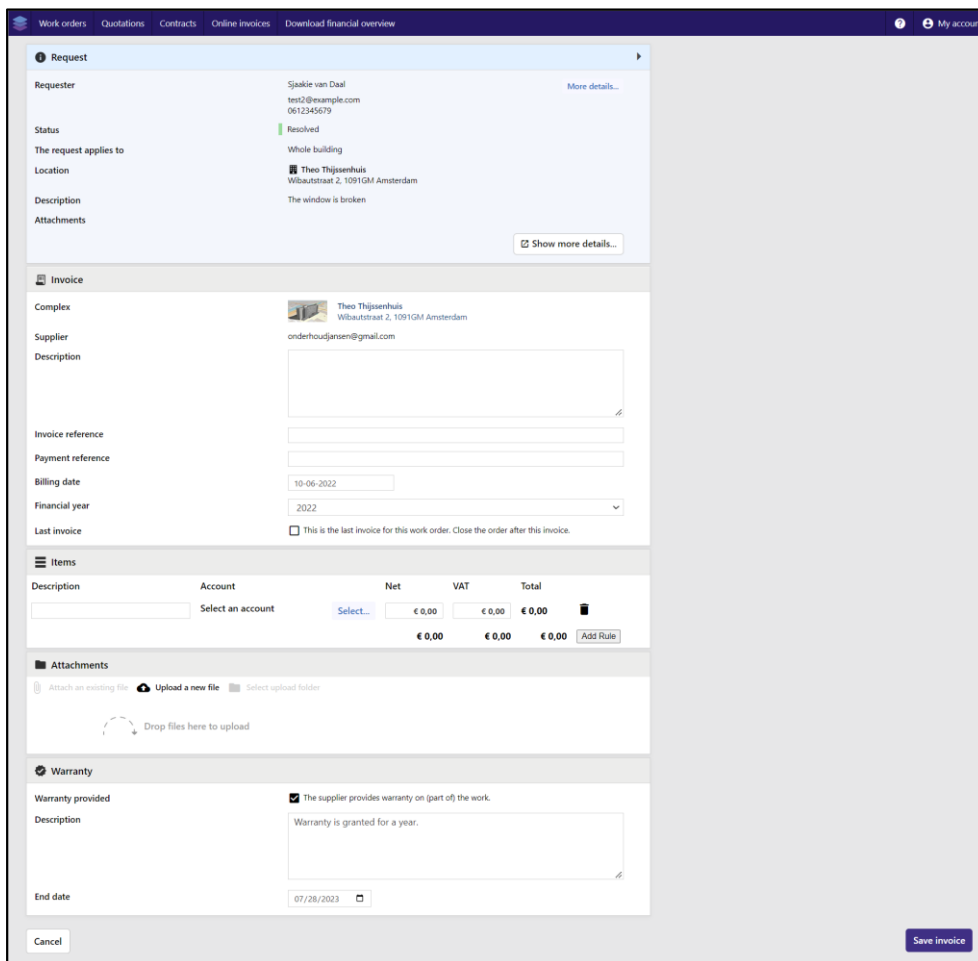 Work orders Quotations Contracts Online invoices Download financial overview ? My accour
Request
Requester Sjaakie van Daal More details...
test2@example.com
0612345679
Status Resolved
The request applies to Whole building
Location Theo Thijssenhuis
Wibautstraat 2, 1091GM Amsterdam
Description The window is broken
Attachments
Show more details...
Invoice
Complex Theo Thijssenhuis
Wibautstraat 2, 1091GM Amsterdam
Supplier onderhoudjansen@gmail.com
Description
Invoice reference
Payment reference
Billing date 10-06-2022
Financial year 2022
Last invoice This is the last invoice for this work order. Close the order after this invoice.
Items
Description Account Net VAT Total
Select an account Select... € 0,00 € 0,00 € 0,00
€ 0,00 € 0,00 € 0,00 Add Rule
Attachments
Attach an existing file Upload a new file Select upload folder
Drop files here to upload
Warranty
Warranty provided The supplier provides warranty on (part of) the work.
Description Warranty is granted for a year.
End date 07/28/2023
Cancel Save invoice